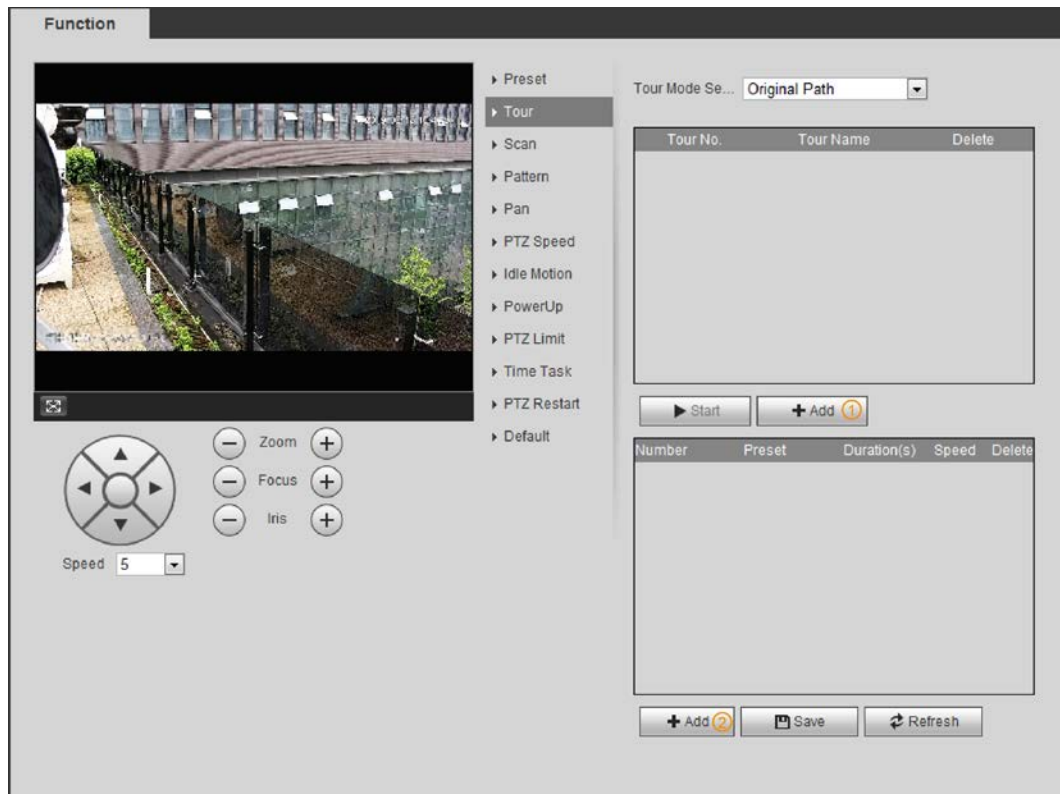 Function
Preset
Tour
Scan
Pattern
Pan
PTZ Speed
Idle Motion
PowerUp
PTZ Limit
Time Task
PTZ Restart
Default
Zoom
Focus
Iris
Speed 5
Tour Mode Se... Original Path
Tour No. Tour Name Delete
Start Add 1
Number Preset Duration(s) Speed Delete
Add 2 Save Refresh